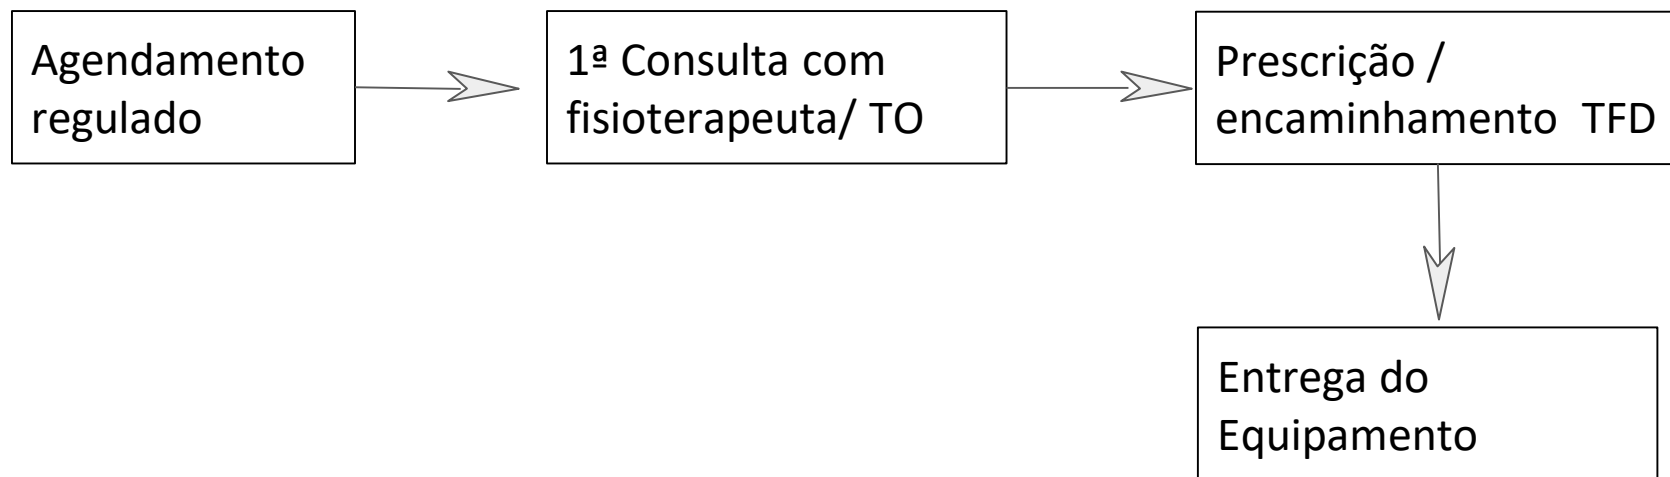 Agendamento
regulado
1ª Consulta com
fisioterapeuta/ TO
Prescrição /
encaminhamento TFD
Entrega do
Equipamento